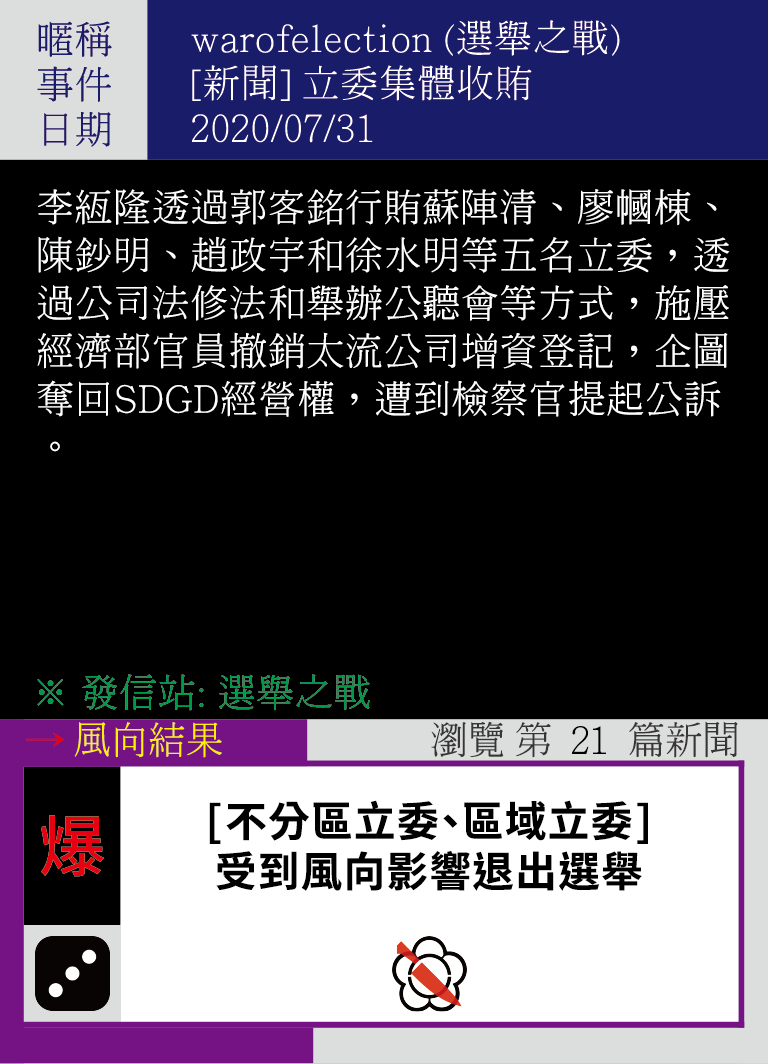 暱稱 warofelection (選舉之戰)
事件 [新聞] 立委集體收賄
日期 2020/07/31
李絚隆透過郭客銘行賄蘇陣清、廖幗棟、
陳鈔明、趙政宇和徐水明等五名立委，透
過公司法修法和舉辦公聽會等方式，施壓
經濟部官員撤銷太流公司增資登記，企圖
奪回SDGD經營權，遭到檢察官提起公訴
。
※ 發信站: 選舉之戰
→ 風向結果 瀏覽 第 21 篇新聞
爆
[不分區立委、區域立委]
受到風向影響退出選舉